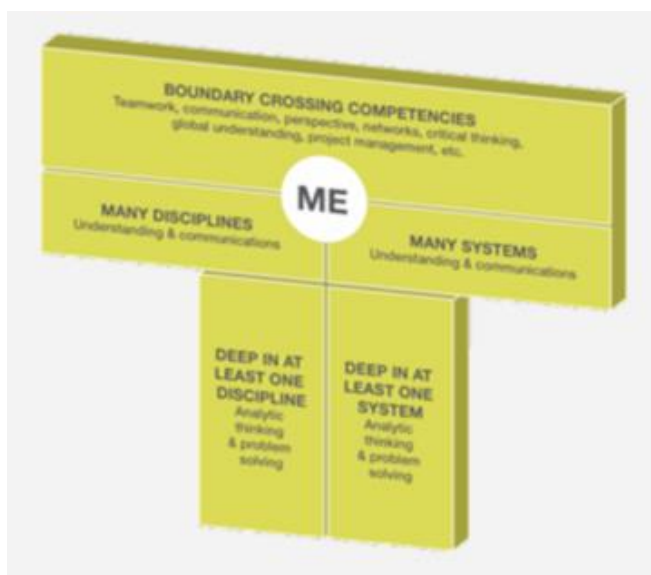 BOUNDARY CROSSING COMPETENCIES
Teamwork, communication, perspective, networks, critical thinking,
global understanding, project management, etc.
ME
MANY DISCIPLINES
Understanding & communications
MANY SYSTEMS
Understanding & communications
DEEP IN AT
LEAST ONE
DISCIPLINE
Analytic
thinking
& problem
solving
DEEP IN AT
LEAST ONE
SYSTEM
Analytic
thinking
& problem
solving